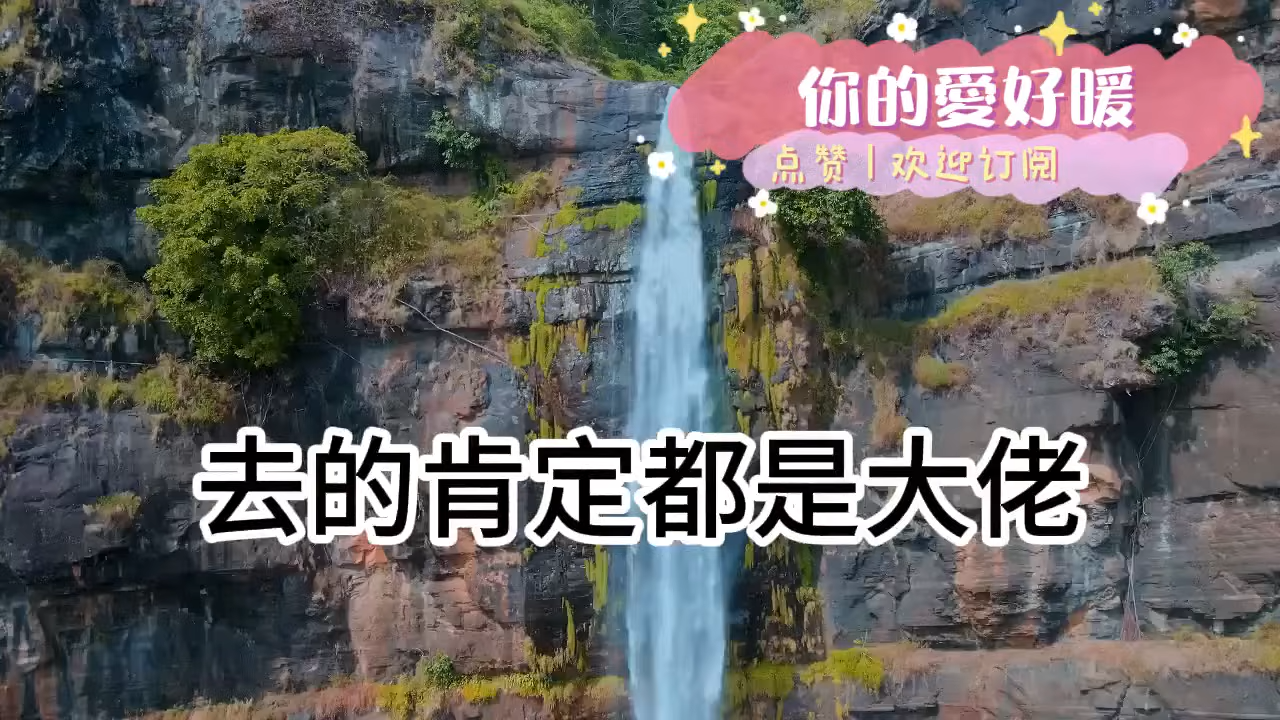 你的愛好暖
点赞 | 欢迎订阅
去的肯定都是大佬